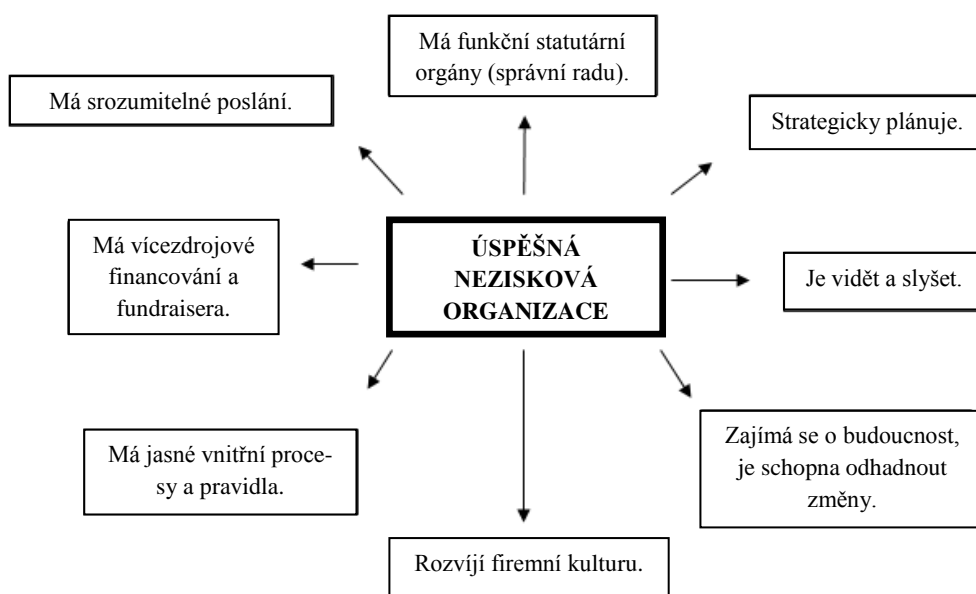 Má funkční statutární
orgány (správní radu).
Má srozumitelné poslání.
Strategicky plánuje.
Má vícezdrojové
financování a
fundraisera.
ÚSPĚŠNÁ
NEZISKOVÁ
ORGANIZACE
Je vidět a slyšet.
Má jasné vnitřní proce-
sy a pravidla.
Zajímá se o budoucnost,
je schopna odhadnout
změny.
Rozvíjí firemní kulturu.